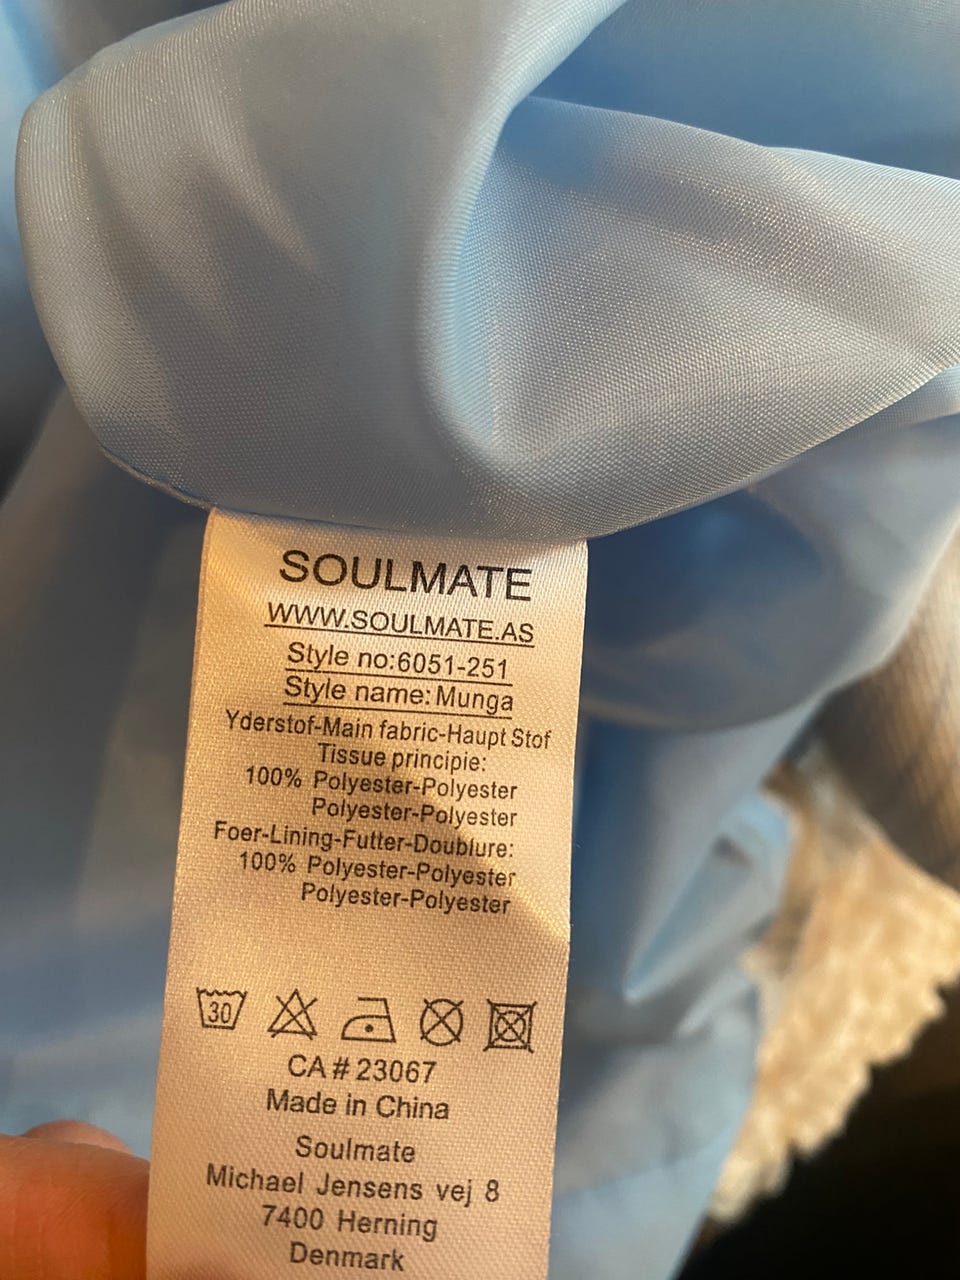 SOULMATE
WWW.SOULMATE.AS
Style no:6051-251
Style name: Munga
Yderstof-Main fabric-Haupt Stof
Tissue principie:
100% Polyester-Polyester
Polyester-Polyester
Foer-Lining-Futter-Doublure:
100% Polyester-Polyester
Polyester-Polyester
30
CA # 23067
Made in China
Soulmate
Michael Jensens vej 8
7400 Herning
Denmark